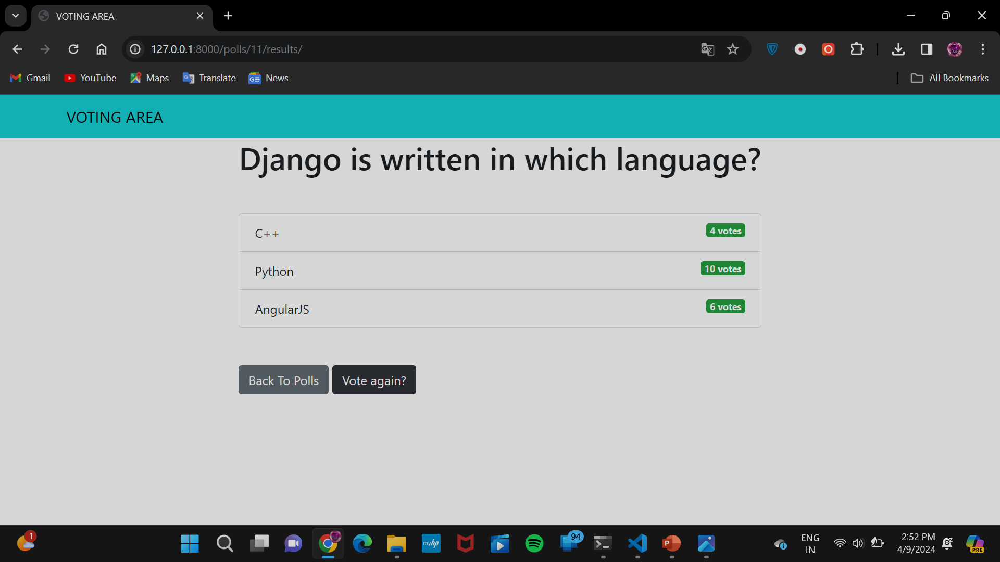 VOTING AREA
127.0.0.1:8000/polls/11/results/
Gmail
YouTube
Maps
Translate
News
All Bookmarks
VOTING AREA
Django is written in which language?
C++
4 votes
Python
10 votes
AngularJS
6 votes
Back To Polls
Vote again?
1
myhp
94
P
ENG
IN
2:52 PM
4/9/2024
PRE